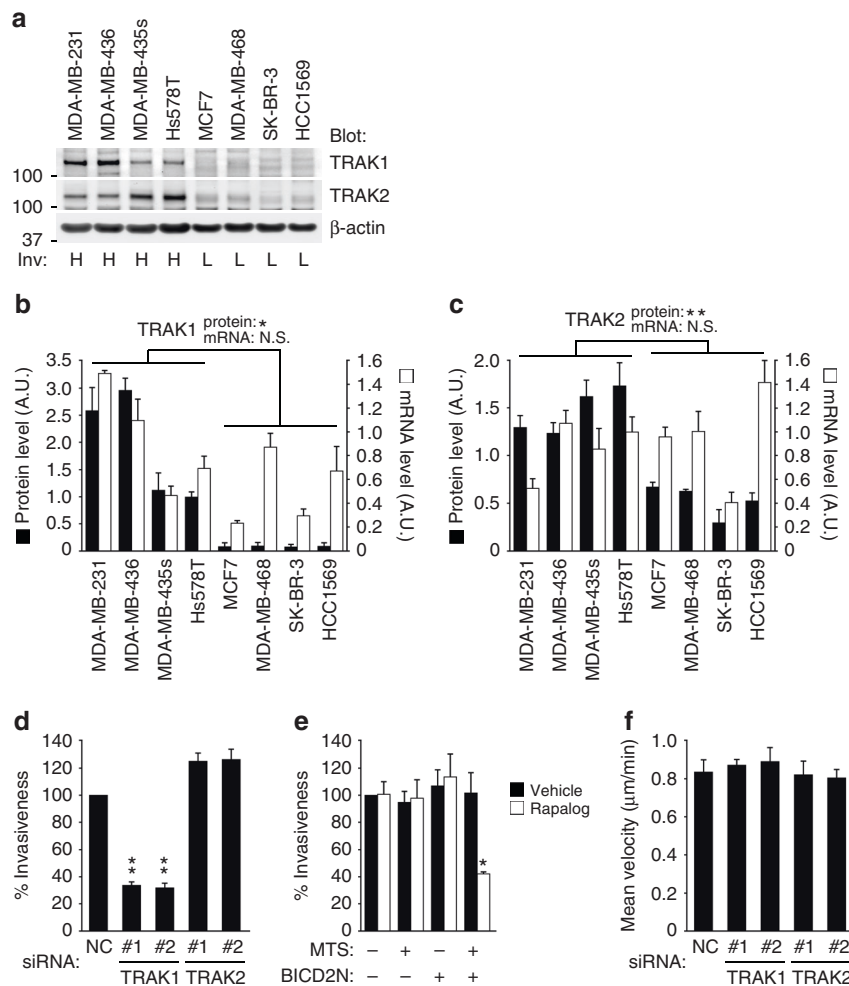 a
MDA-MB-231
MDA-MB-436
MDA-MB-435s
Hs578T
MCF7
MDA-MB-468
SK-BR-3
HCC1569
Blot:
TRAK1
100
TRAK2
100
β-actin
37
Inv: H H H H L L L L
b
TRAK1 protein: *
mRNA: N.S.
Protein level (A.U.)
3.5
3.0
2.5
2.0
1.5
1.0
0.5
0
mRNA level (A.U.)
1.6
1.4
1.2
1.0
0.8
0.6
0.4
0.2
0
MDA-MB-231
MDA-MB-436
MDA-MB-435s
Hs578T
MCF7
MDA-MB-468
SK-BR-3
HCC1569
c
TRAK2 protein: **
mRNA: N.S.
Protein level (A.U.)
2.0
1.5
1.0
0.5
0
mRNA level (A.U.)
1.6
1.4
1.2
1.0
0.8
0.6
0.4
0.2
0
MDA-MB-231
MDA-MB-436
MDA-MB-435s
Hs578T
MCF7
MDA-MB-468
SK-BR-3
HCC1569
d
% Invasiveness
140
120
100
80
60
40
20
0
** **
NC #1 #2 #1 #2
siRNA:
TRAK1 TRAK2
e
% Invasiveness
140
120
100
80
60
40
20
0
*
Vehicle
Rapalog
MTS: – + – +
BICD2N: – – + +
f
Mean velocity (μm/min)
1.0
0.8
0.6
0.4
0.2
0
NC #1 #2 #1 #2
siRNA:
TRAK1 TRAK2